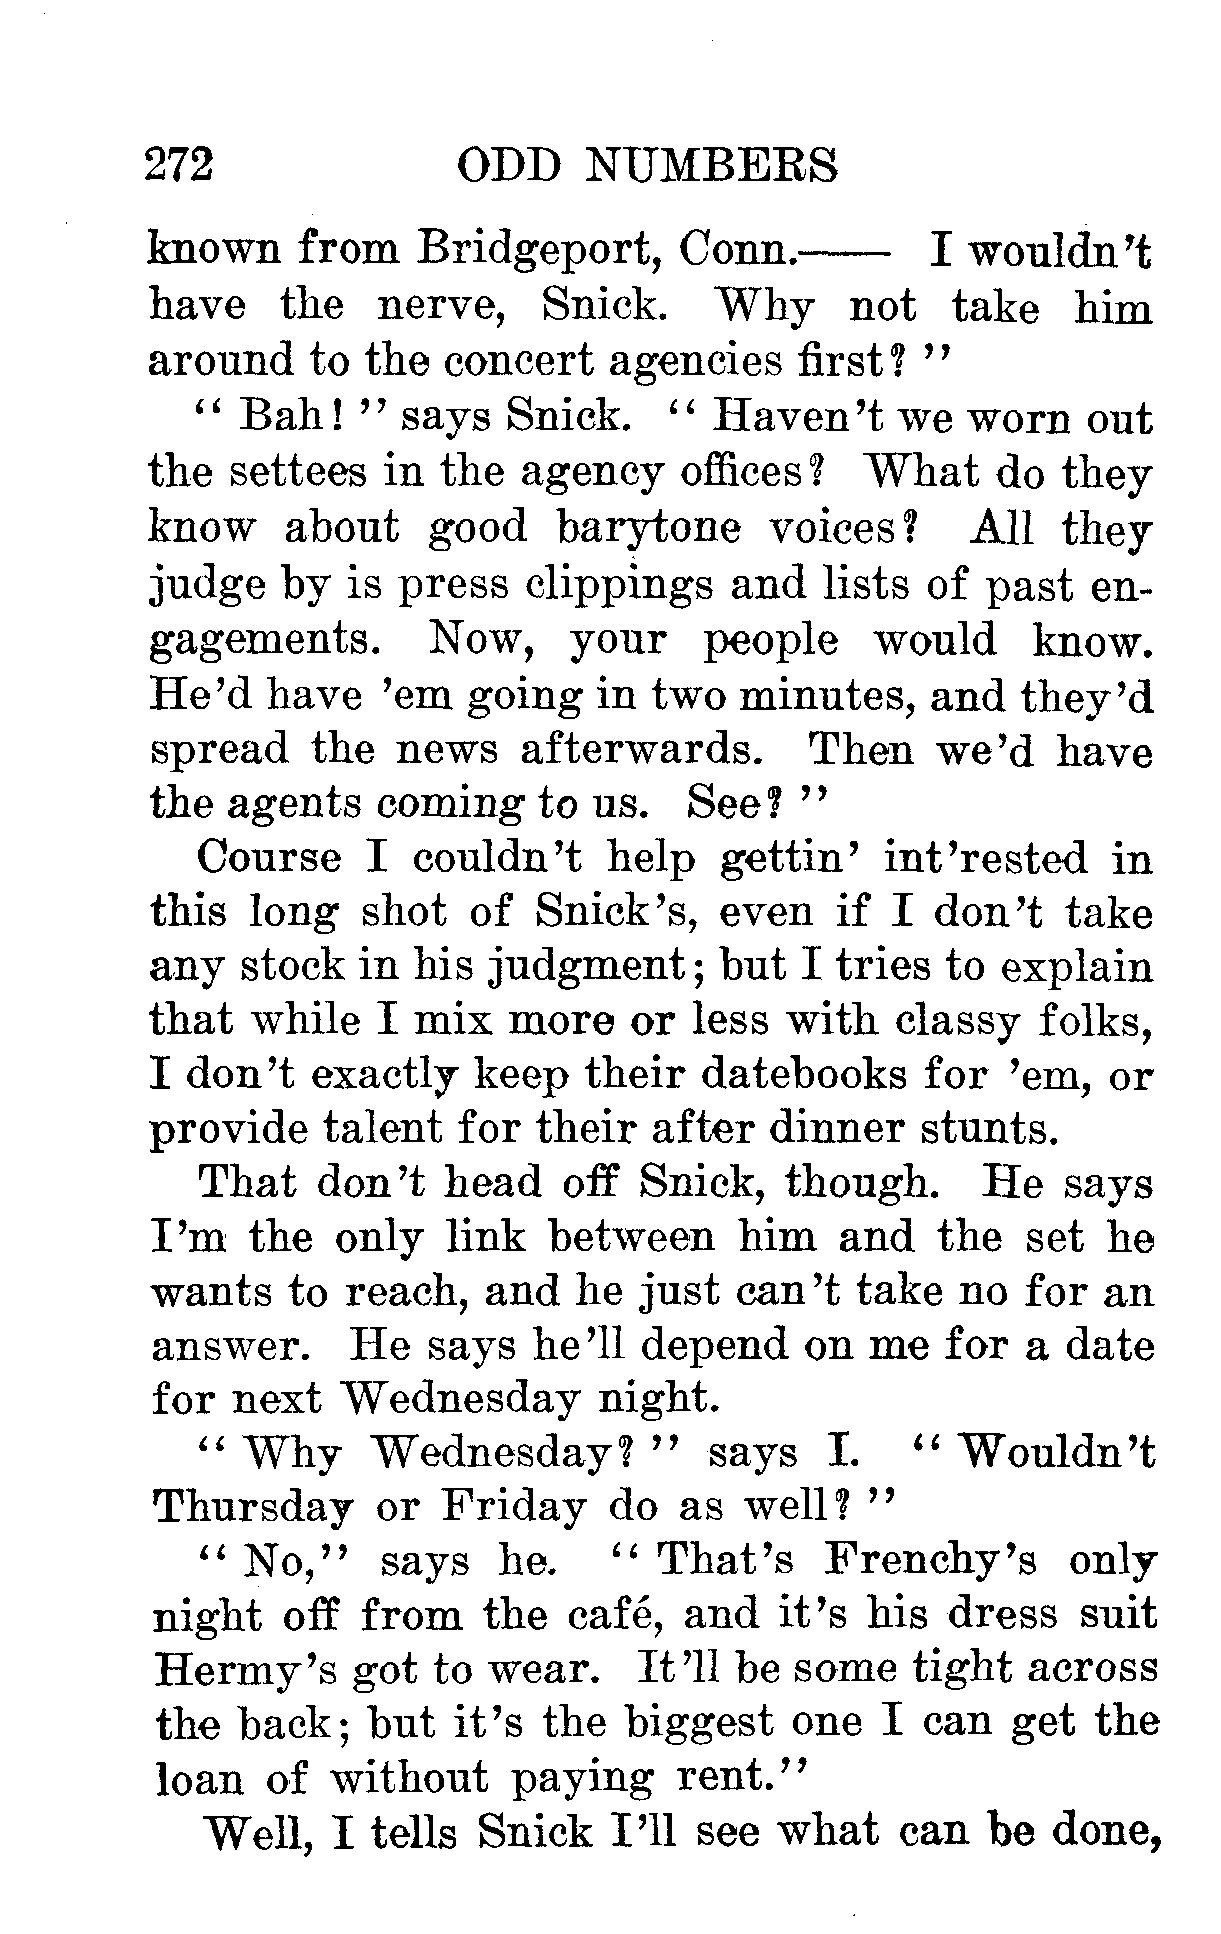 272 ODD NUMBERS
known from Bridgeport, Conn.—— I wouldn't
have the nerve, Snick. Why not take him
around to the concert agencies first? "
" Bah! " says Snick. " Haven't we worn out
the settees in the agency offices? What do they
know about good barytone voices? All they
judge by is press clippings and lists of past en-
gagements. Now, your people would know.
He'd have 'em going in two minutes, and they'd
spread the news afterwards. Then we'd have
the agents coming to us. See? "
Course I couldn't help gettin' int'rested in
this long shot of Snick's, even if I don't take
any stock in his judgment; but I tries to explain
that while I mix more or less with classy folks,
I don't exactly keep their datebooks for 'em, or
provide talent for their after dinner stunts.
That don't head off Snick, though. He says
I'm the only link between him and the set he
wants to reach, and he just can't take no for an
answer. He says he'll depend on me for a date
for next Wednesday night.
" Why Wednesday? " says I. " Wouldn't
Thursday or Friday do as well? "
" No," says he. " That's Frenchy's only
night off from the café, and it's his dress suit
Hermy's got to wear. It'll be some tight across
the back; but it's the biggest one I can get the
loan of without paying rent."
Well, I tells Snick I'll see what can be done,